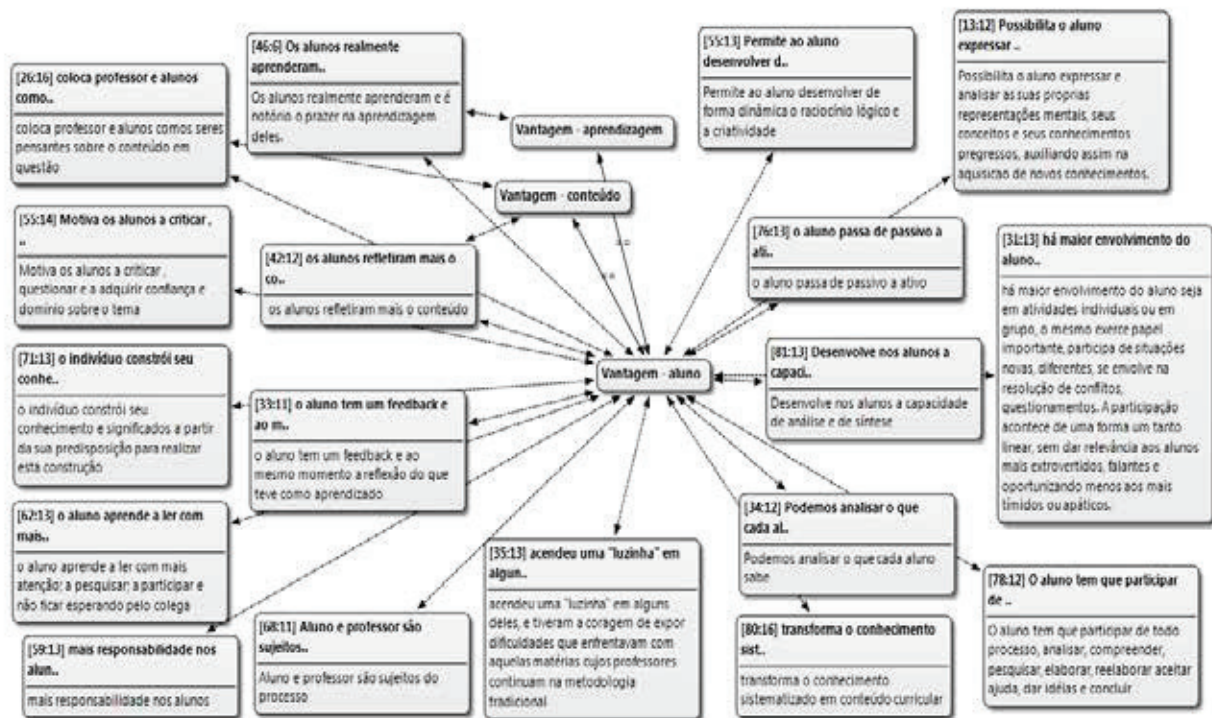 [46:6] Os alunos realmente
aprenderam..
Os alunos realmente aprenderam e é
notório o prazer na aprendizagem
deles.
[55:13] Permite ao aluno
desenvolver d..
Permite ao aluno desenvolver de
forma dinâmica o raciocínio lógico e
a criatividade
[13:12] Possibilita o aluno
expressar ..
Possibilita o aluno expressar e
analisar as suas proprias
representações mentais, seus
conceitos e seus conhecimentos
pregressos, auxiliando assim na
aquisicao de novos conhecimentos.
[26:16] coloca professor e alunos
como..
coloca professor e alunos comos seres
pensantes sobre o conteúdo em
questão
Vantagem - aprendizagem
Vantagem - conteúdo
[55:14] Motiva os alunos a criticar ,
..
Motiva os alunos a criticar ,
questionar e a adquirir confiança e
domínio sobre o tema
[42:12] os alunos refletiram mais o
co..
os alunos refletiram mais o conteúdo
[76:13] o aluno passa de passivo a
ati..
o aluno passa de passivo a ativo
[31:13] há maior envolvimento do
aluno..
há maior envolvimento do aluno seja
em atividades individuais ou em
grupo, o mesmo exerce papel
importante, participa de situações
novas, diferentes, se envolve na
resolução de conflitos,
questionamentos. A participação
acontece de uma forma um tanto
linear, sem dar relevância aos alunos
mais extrovertidos, falantes e
oportunizando menos aos mais
tímidos ou apáticos.
Vantagem - aluno
[81:13] Desenvolve nos alunos a
capaci..
Desenvolve nos alunos a capacidade
de análise e de síntese
[71:13] o indivíduo constrói seu
conhe..
o indivíduo constrói seu
conhecimento e significados a partir
da sua predisposição para realizar
esta construção
[33:11] o aluno tem um feedback e
ao m..
o aluno tem um feedback e ao
mesmo momento a reflexão do que
teve como aprendizado
[62:13] o aluno aprende a ler com
mais..
o aluno aprende a ler com mais
atenção; a pesquisar; a participar e
não ficar esperando pelo colega
[34:12] Podemos analisar o que
cada al..
Podemos analisar o que cada aluno
sabe
[35:13] acendeu uma "luzinha" em
algun..
acendeu uma "luzinha" em alguns
deles, e tiveram a coragem de expor
dificuldades que enfrentavam com
aquelas matérias cujos professores
continuam na metodologia
tradicional
[78:12] O aluno tem que participar
de ..
O aluno tem que participar de todo
processo, analisar, compreender,
pesquisar, elaborar, reelaborar aceitar
ajuda, dar idéias e concluir
[59:13] mais responsabilidade nos
alun..
mais responsabilidade nos alunos
[68:11] Aluno e professor são
sujeitos..
Aluno e professor são sujeitos do
processo
[80:16] transforma o conhecimento
sist..
transforma o conhecimento
sistematizado em conteúdo curricular